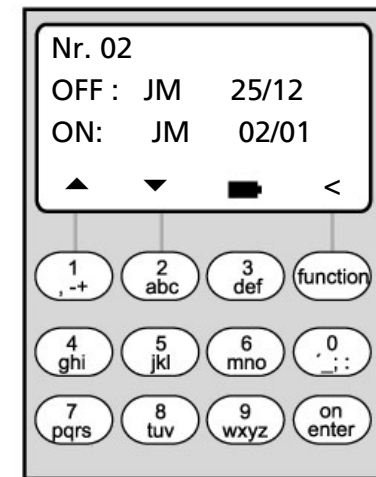 Nr. 02
OFF : JM 25/12
ON: JM 02/01
<
1 2 3 function
, -+ abc def
4 5 6 0
ghi jkl mno ´_; :
7 8 9 on
pqrs tuv wxyz enter